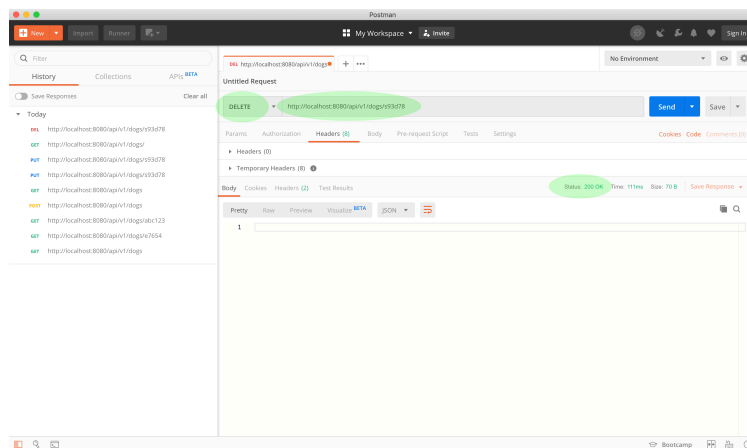 Postman
New Import Runner My Workspace Invite Sign In
Filter
History Collections APIs BETA
Save Responses Clear all
Today
DEL http://localhost:8080/api/v1/dogs/s93d78
GET http://localhost:8080/api/v1/dogs/
PUT http://localhost:8080/api/v1/dogs/s93d78
PUT http://localhost:8080/api/v1/dogs/s93d78
GET http://localhost:8080/api/v1/dogs
POST http://localhost:8080/api/v1/dogs
GET http://localhost:8080/api/v1/dogs/abc123
GET http://localhost:8080/api/v1/dogs/e7654
GET http://localhost:8080/api/v1/dogs
DEL http://localhost:8080/api/v1/dogs No Environment
Untitled Request
DELETE http://localhost:8080/api/v1/dogs/s93d78 Send Save
Params Authorization Headers (8) Body Pre-request Script Tests Settings Cookies Code Comments (0)
Headers (0)
Temporary Headers (8)
Body Cookies Headers (2) Test Results Status: 200 OK Time: 111ms Size: 70 B Save Response
Pretty Raw Preview Visualize BETA JSON
1
Bootcamp